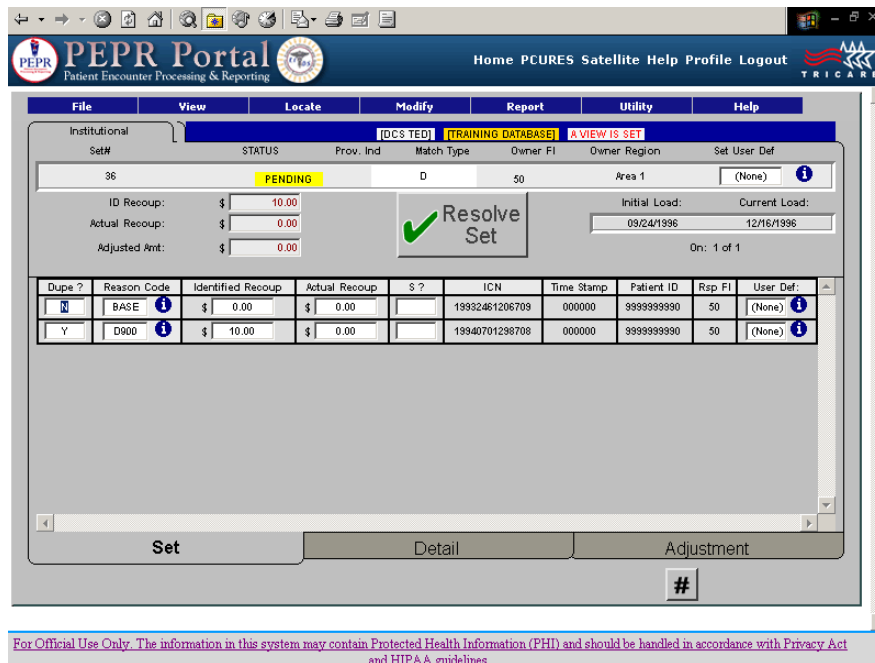 PEPR
PEPR Portal
Patient Encounter Processing & Reporting
Home PCURES Satellite Help Profile Logout
TRICARE
File View Locate Modify Report Utility Help
Institutional
[DCS TED] [TRAINING DATABASE] A VIEW IS SET
Set# STATUS Prov. Ind Match Type Owner FI Owner Region Set User Def
36 PENDING D 50 Area 1 (None)
ID Recoup: $ 10.00
Actual Recoup: $ 0.00
Adjusted Amt: $ 0.00
Resolve
Set
Initial Load: Current Load:
09/24/1996 12/16/1996
On: 1 of 1
Dupe ? Reason Code Identified Recoup Actual Recoup S ? ICN Time Stamp Patient ID Rsp FI User Def:
N BASE $ 0.00 $ 0.00 19932461206709 000000 9999999990 50 (None)
Y D900 $ 10.00 $ 0.00 19940701298708 000000 9999999990 50 (None)
Set Detail Adjustment
#
For Official Use Only. The information in this system may contain Protected Health Information (PHI) and should be handled in accordance with Privacy Act
and HIPAA guidelines